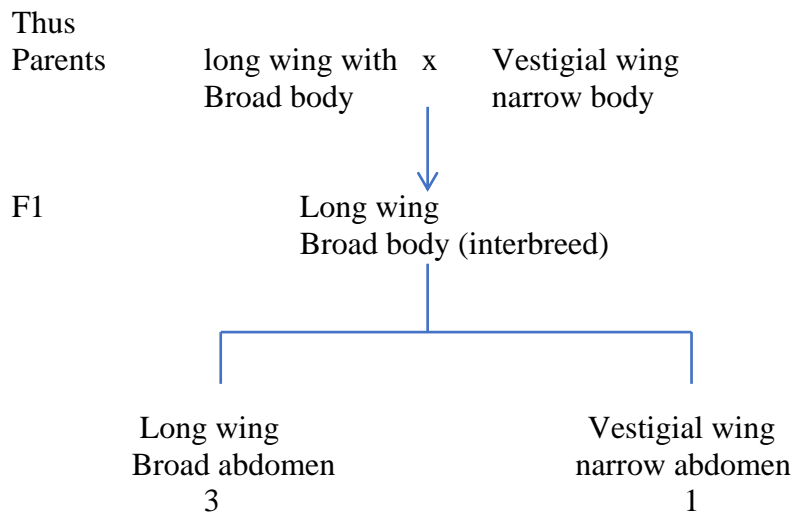 Thus
Parents long wing with x Vestigial wing
Broad body narrow body
F1 Long wing
Broad body (interbreed)
Long wing Vestigial wing
Broad abdomen narrow abdomen
3 1